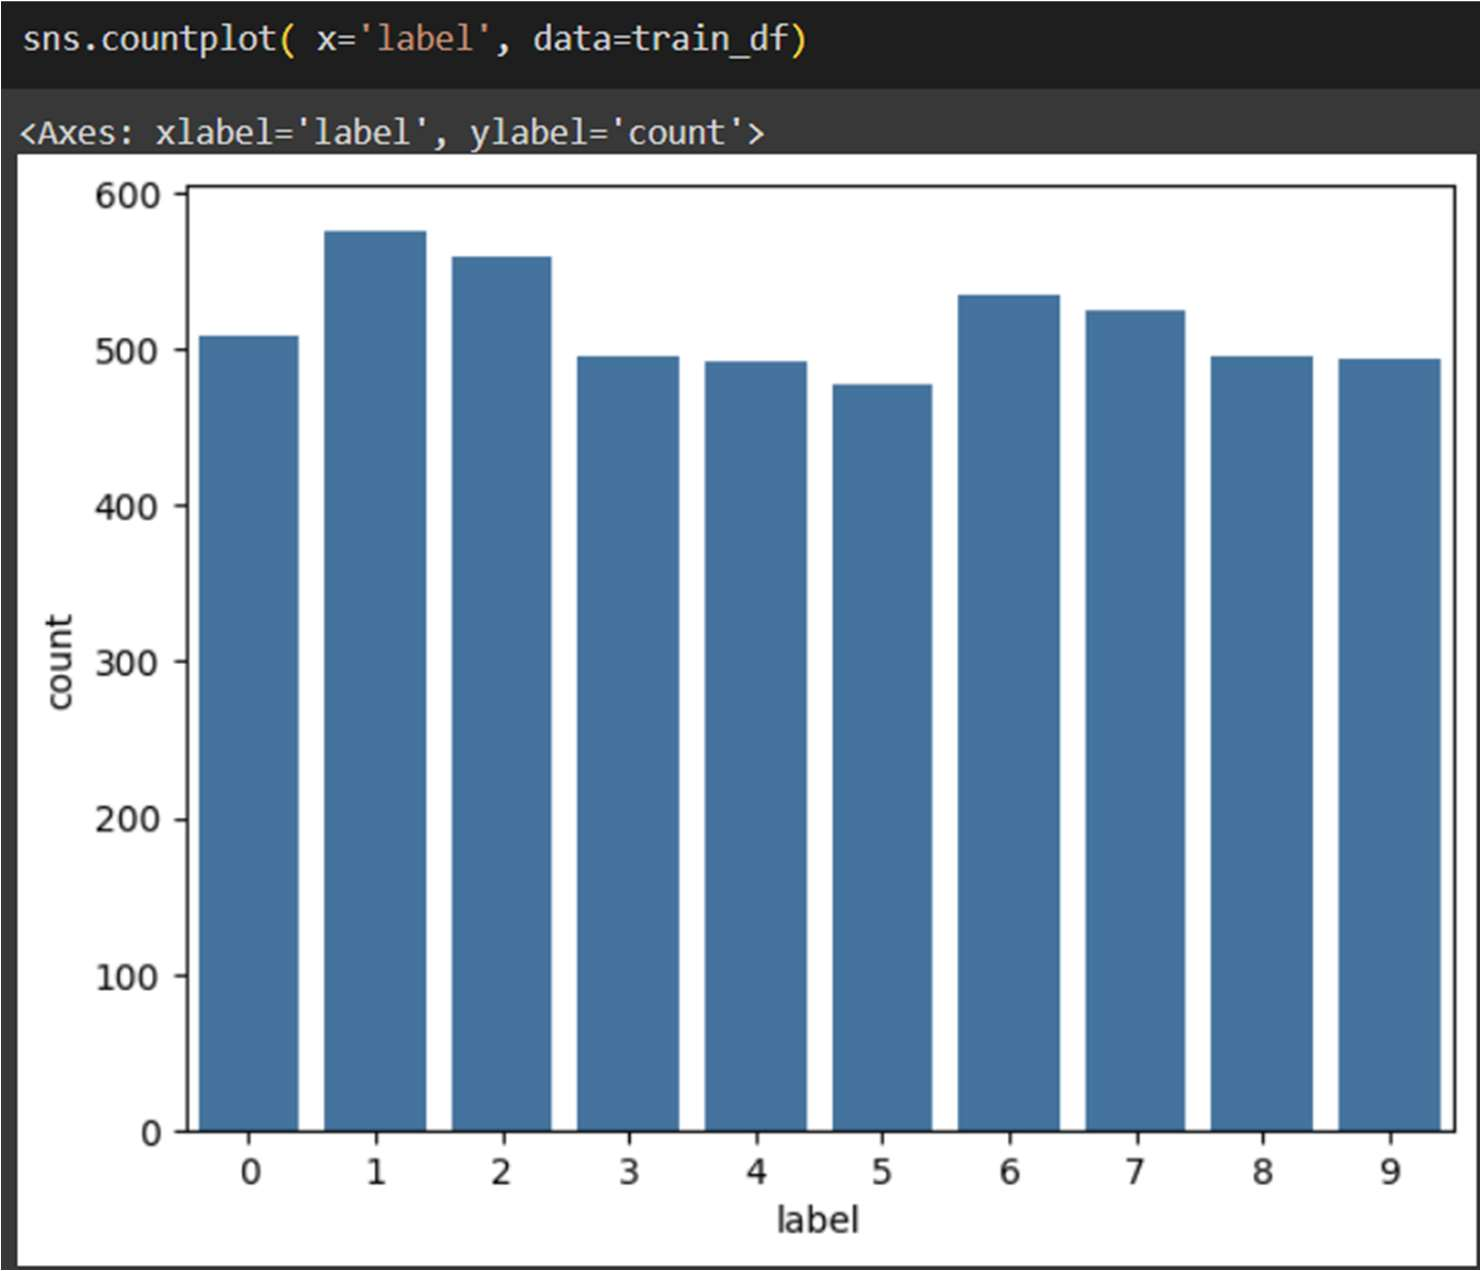 sns.countplot( x='label', data=train_df)
<Axes: xlabel='label', ylabel='count'>
600
500
400
300
200
100
0
count
0 1 2 3 4 5 6 7 8 9
label